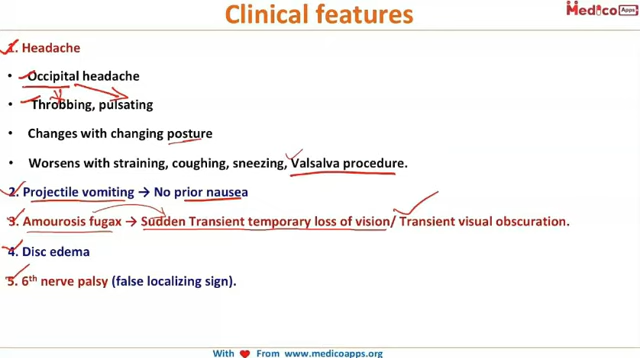 Clinical features
Medico Apps
1. Headache
• Occipital headache
• Throbbing, pulsating
• Changes with changing posture
• Worsens with straining, coughing, sneezing, Valsalva procedure.
2. Projectile vomiting → No prior nausea
3. Amourosis fugax → Sudden Transient temporary loss of vision/ Transient visual obscuration.
4. Disc edema
5. 6th nerve palsy (false localizing sign).
With ❤ From www.medicoapps.org